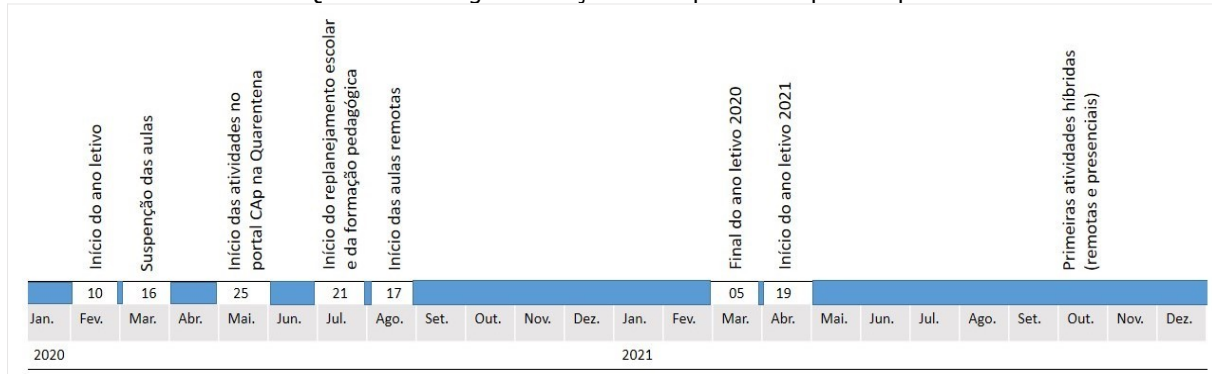 Início do ano letivo
Suspenção das aulas
Início das atividades no
portal CAp na Quarentena
Início do replanejamento escolar
e da formação pedagógica
Início das aulas remotas
Final do ano letivo 2020
Início do ano letivo 2021
Primeiras atividades híbridas
(remotas e presenciais)
10 16 25 21 17 05 19
Jan. Fev. Mar. Abr. Mai. Jun. Jul. Ago. Set. Out. Nov. Dez. Jan. Fev. Mar. Abr. Mai. Jun. Jul. Ago. Set. Out. Nov. Dez.
2020 2021